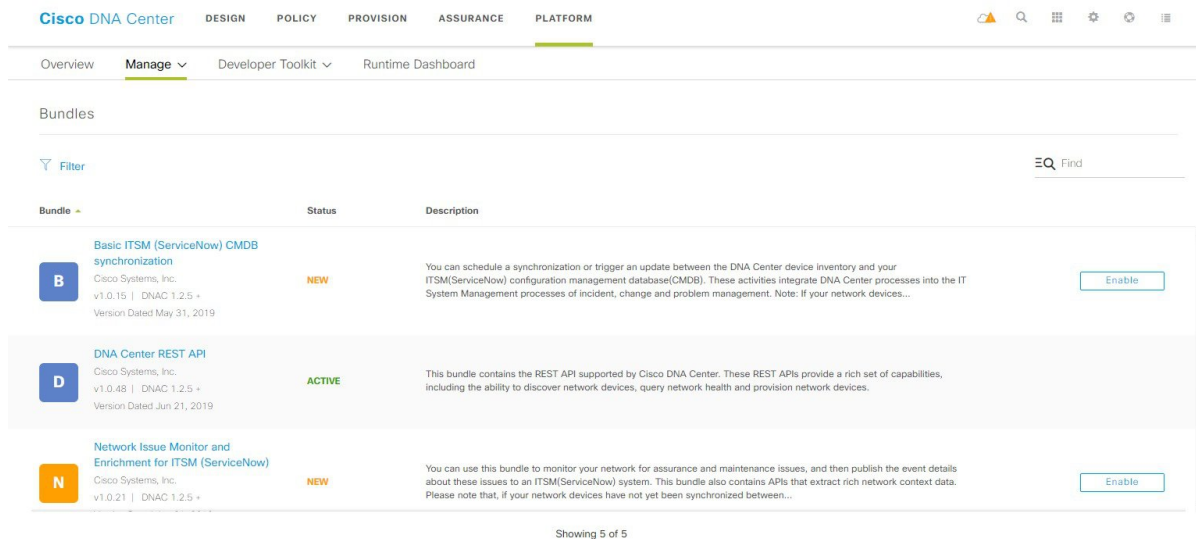 Cisco DNA Center DESIGN POLICY PROVISION ASSURANCE PLATFORM
Overview Manage Developer Toolkit Runtime Dashboard
Bundles
Filter Find
Bundle Status Description
Basic ITSM (ServiceNow) CMDB
synchronization
Cisco Systems, Inc.
v1.0.15 | DNAC 1.2.5 +
Version Dated May 31, 2019
B
NEW
You can schedule a synchronization or trigger an update between the DNA Center device inventory and your
ITSM(ServiceNow) configuration management database(CMDB). These activities integrate DNA Center processes into the IT
System Management processes of incident, change and problem management. Note: If your network devices...
Enable
DNA Center REST API
Cisco Systems, Inc.
v1.0.48 | DNAC 1.2.5 +
Version Dated Jun 21, 2019
D
ACTIVE
This bundle contains the REST API supported by Cisco DNA Center. These REST APIs provide a rich set of capabilities,
including the ability to discover network devices, query network health and provision network devices.
Network Issue Monitor and
Enrichment for ITSM (ServiceNow)
Cisco Systems, Inc.
v1.0.21 | DNAC 1.2.5 +
N
NEW
You can use this bundle to monitor your network for assurance and maintenance issues, and then publish the event details
about these issues to an ITSM(ServiceNow) system. This bundle also contains APIs that extract rich network context data.
Please note that, if your network devices have not yet been synchronized between...
Enable
Showing 5 of 5